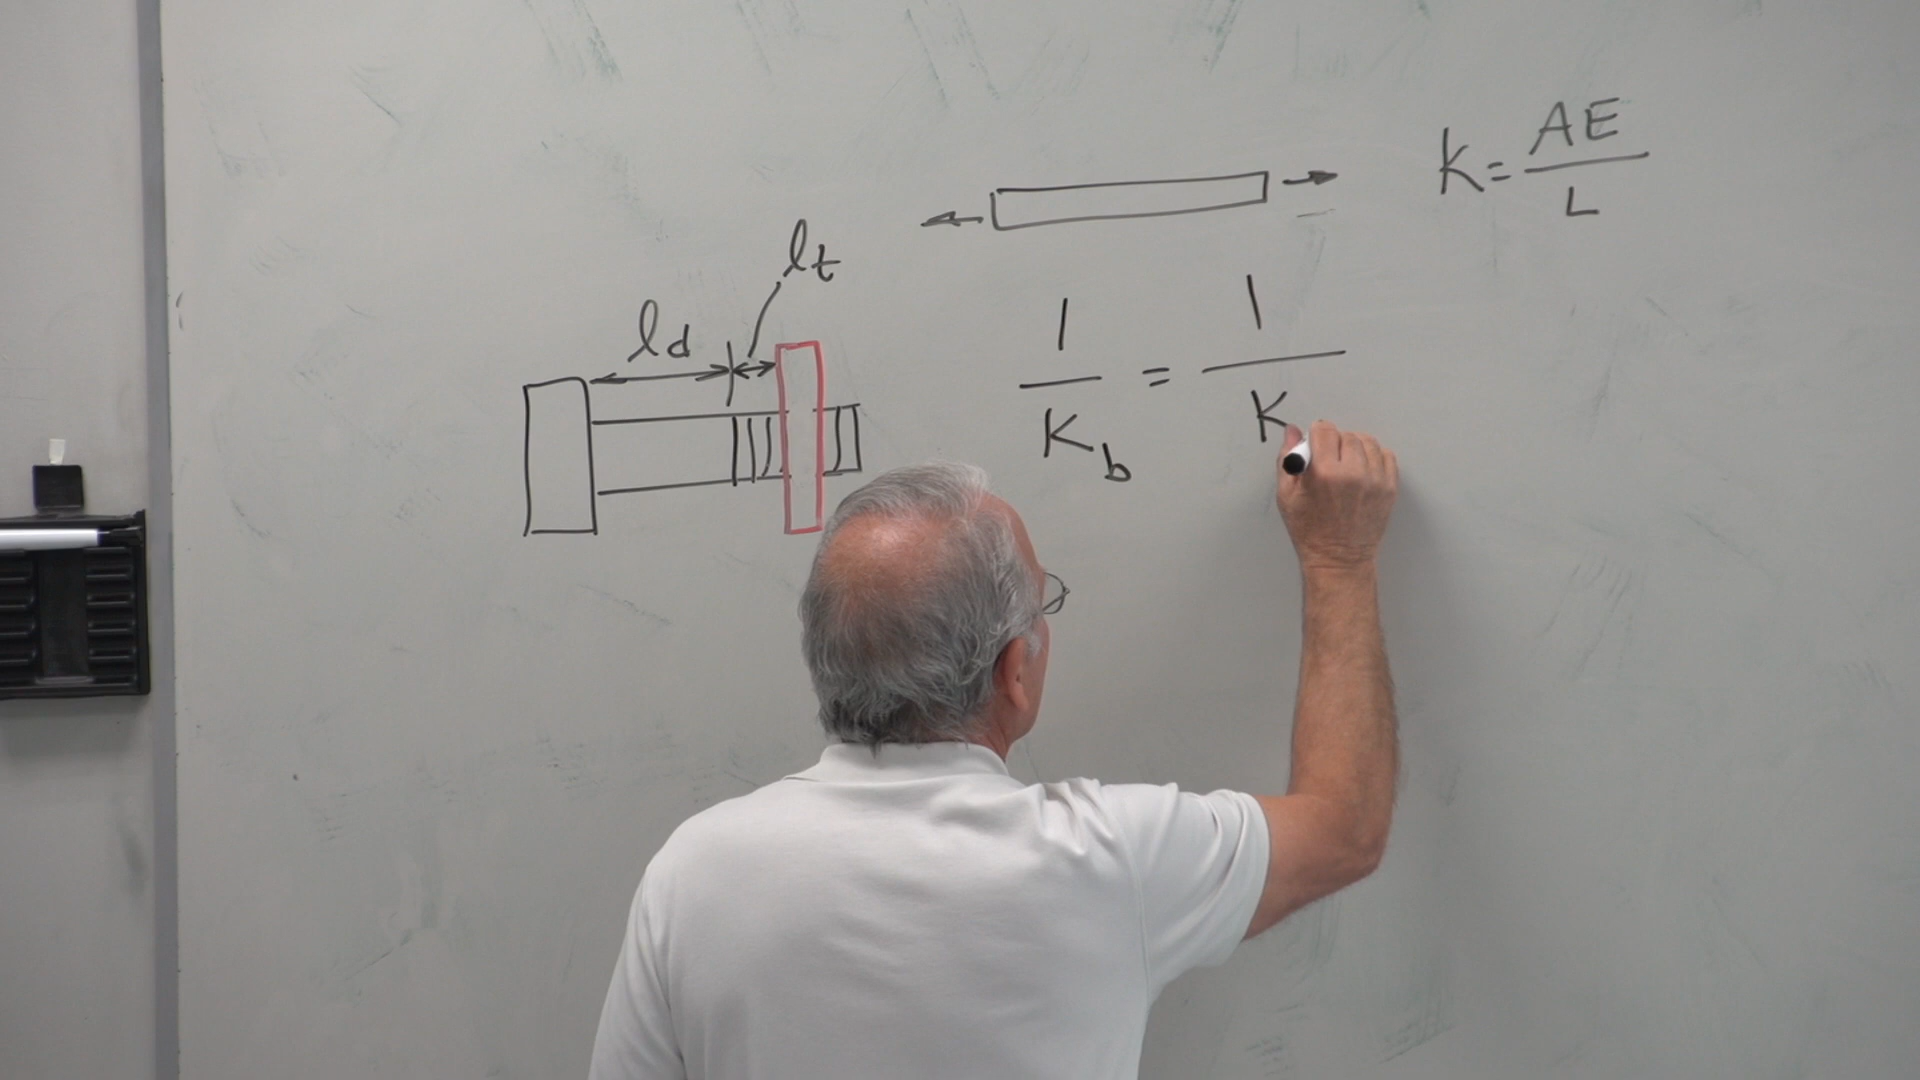 K = AE / L
lt
ld
1 / Kb = 1 / K